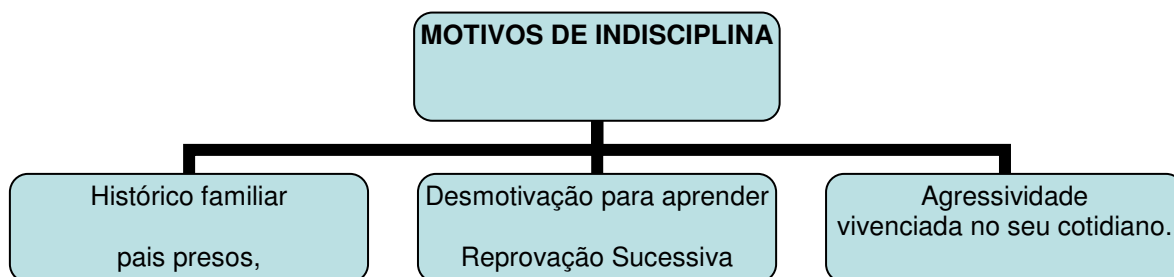 MOTIVOS DE INDISCIPLINA
Histórico familiar
pais presos,
Desmotivação para aprender
Reprovação Sucessiva
Agressividade
vivenciada no seu cotidiano.